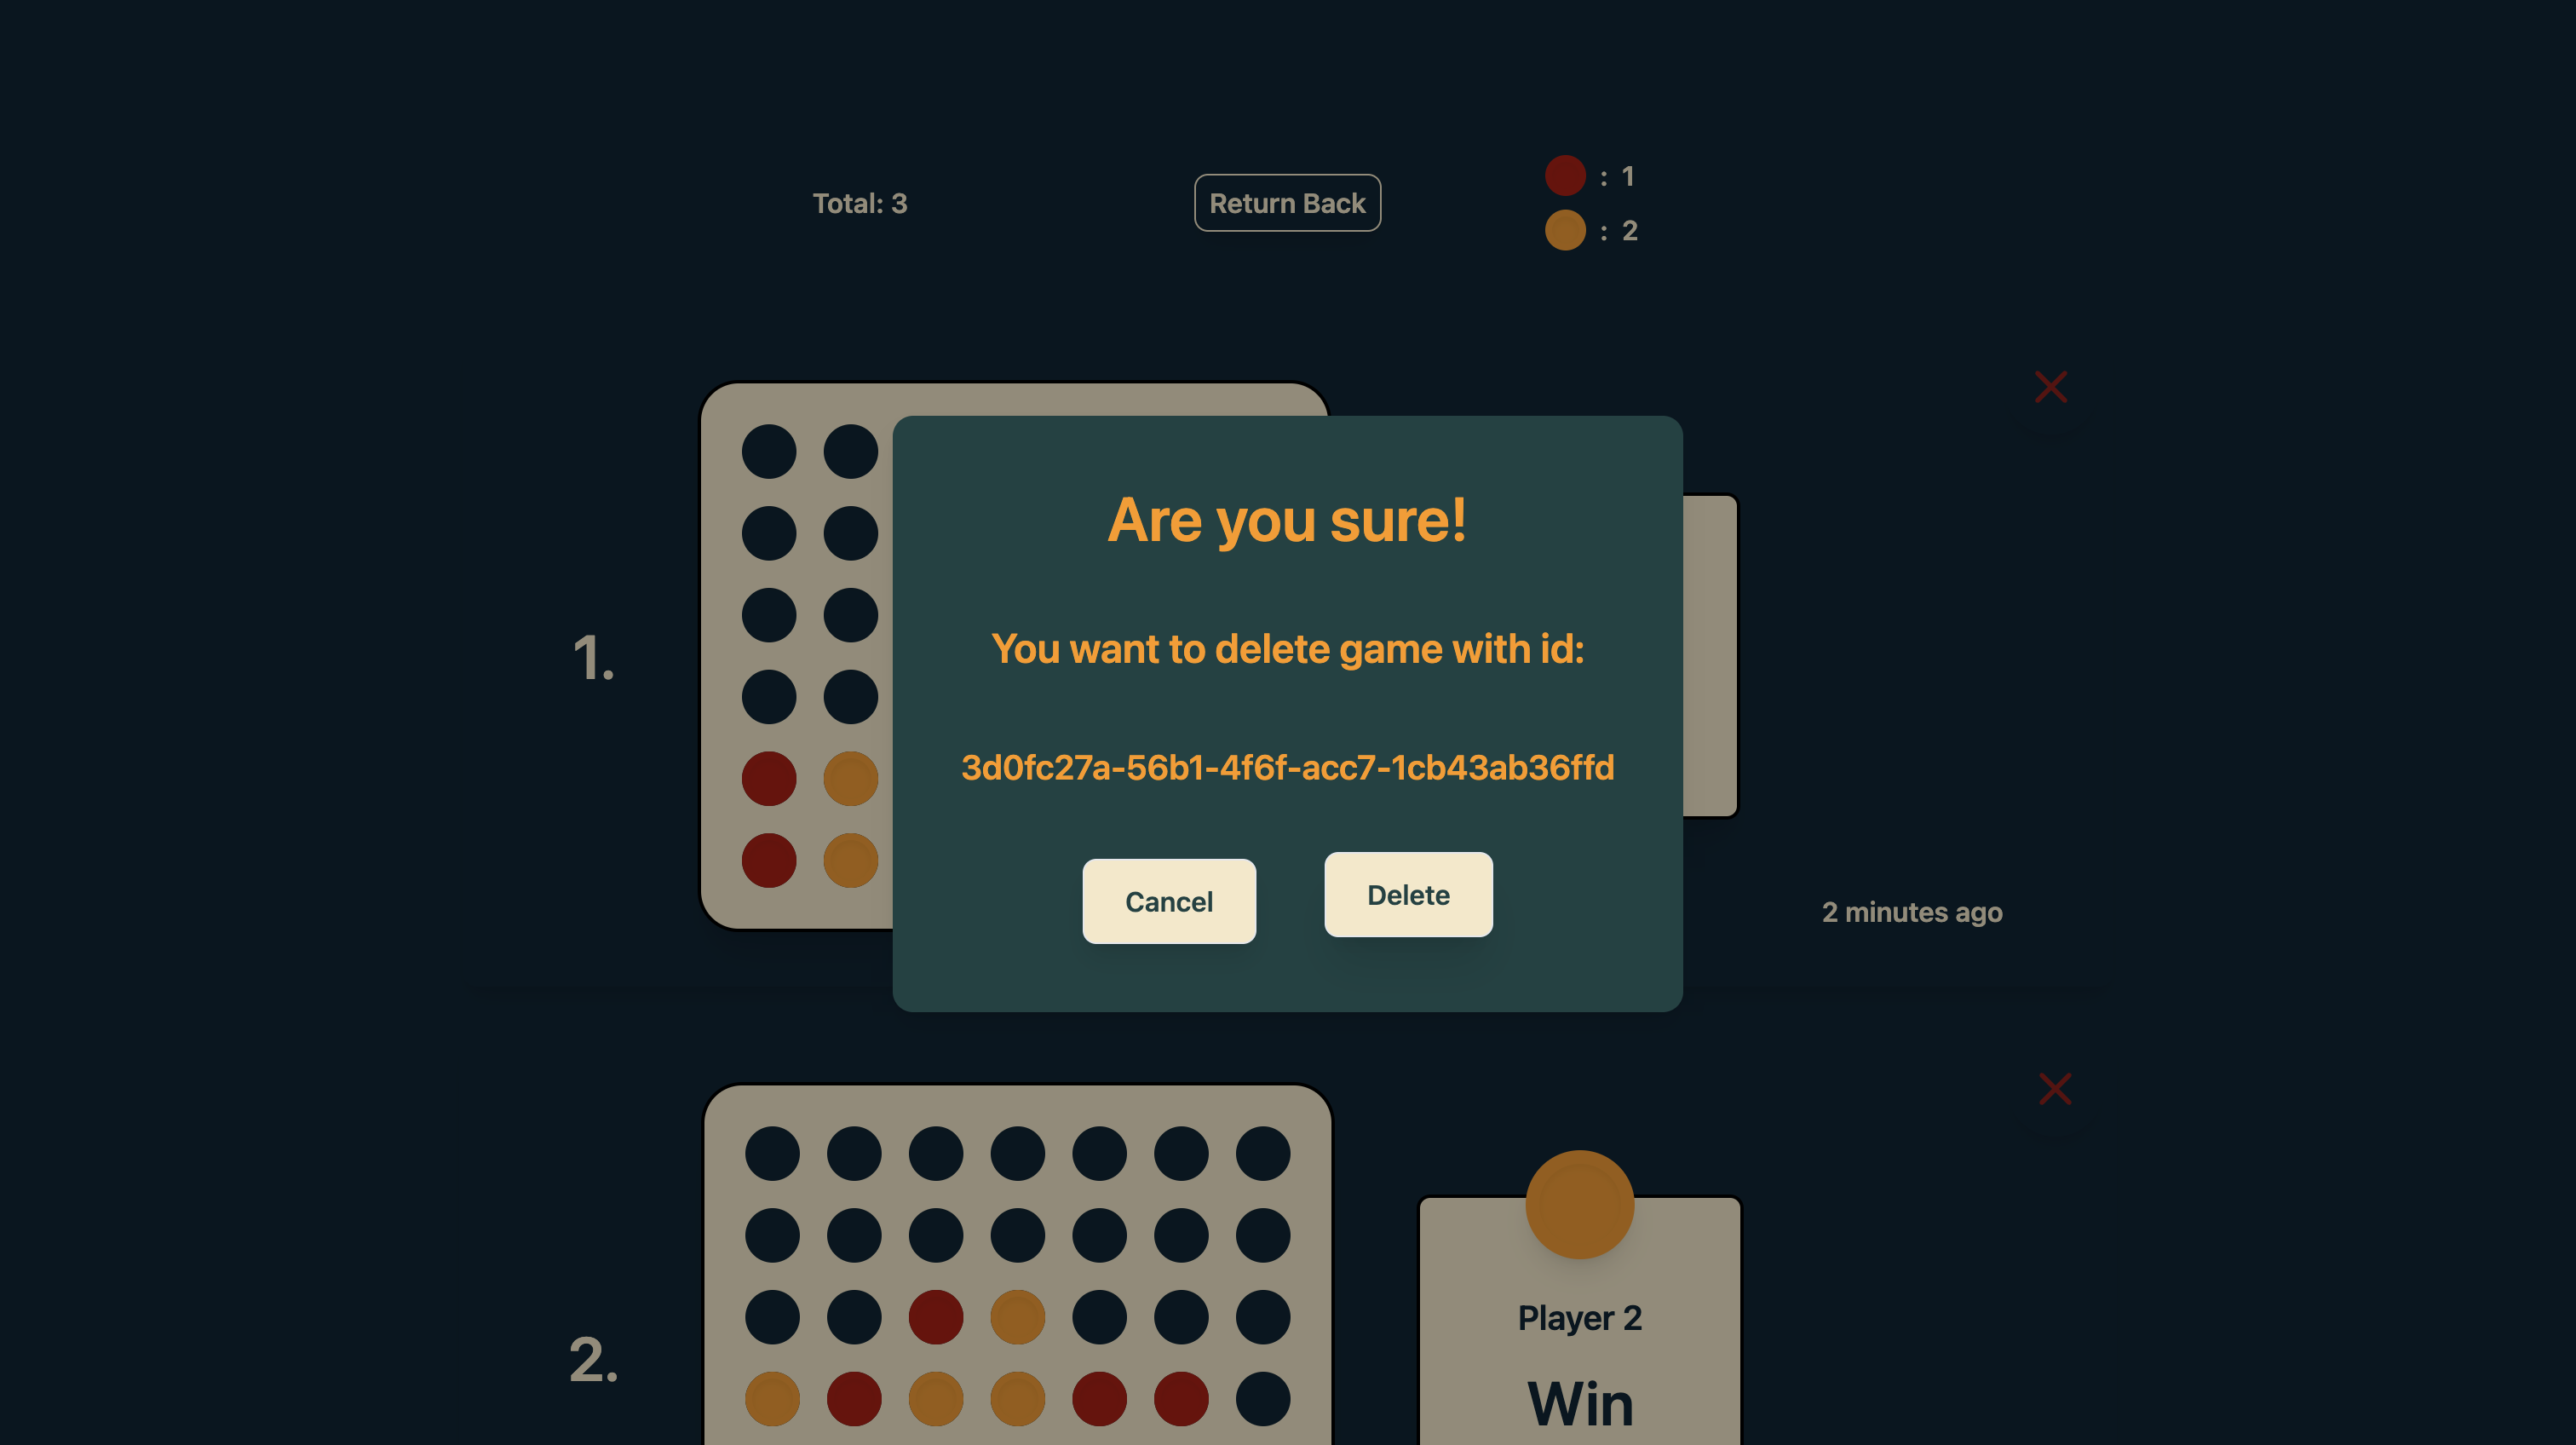 Total: 3
Return Back
: 1
: 2
1.
Are you sure!
You want to delete game with id:
3d0fc27a-56b1-4f6f-acc7-1cb43ab36ffd
Cancel
Delete
2 minutes ago
2.
Player 2
Win